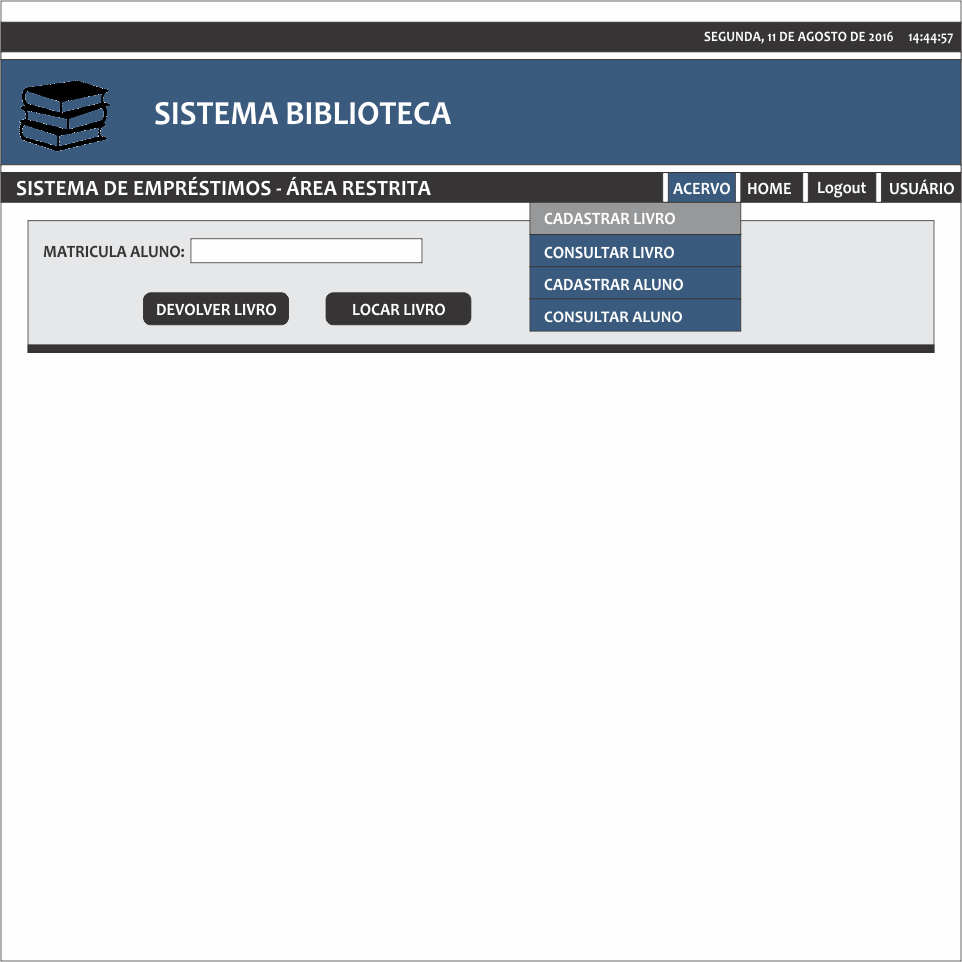 SEGUNDA, 11 DE AGOSTO DE 2016 14:44:57
SISTEMA BIBLIOTECA
SISTEMA DE EMPRÉSTIMOS - ÁREA RESTRITA
ACERVO HOME Logout USUÁRIO
CADASTRAR LIVRO
CONSULTAR LIVRO
CADASTRAR ALUNO
CONSULTAR ALUNO
MATRICULA ALUNO:
DEVOLVER LIVRO LOCAR LIVRO